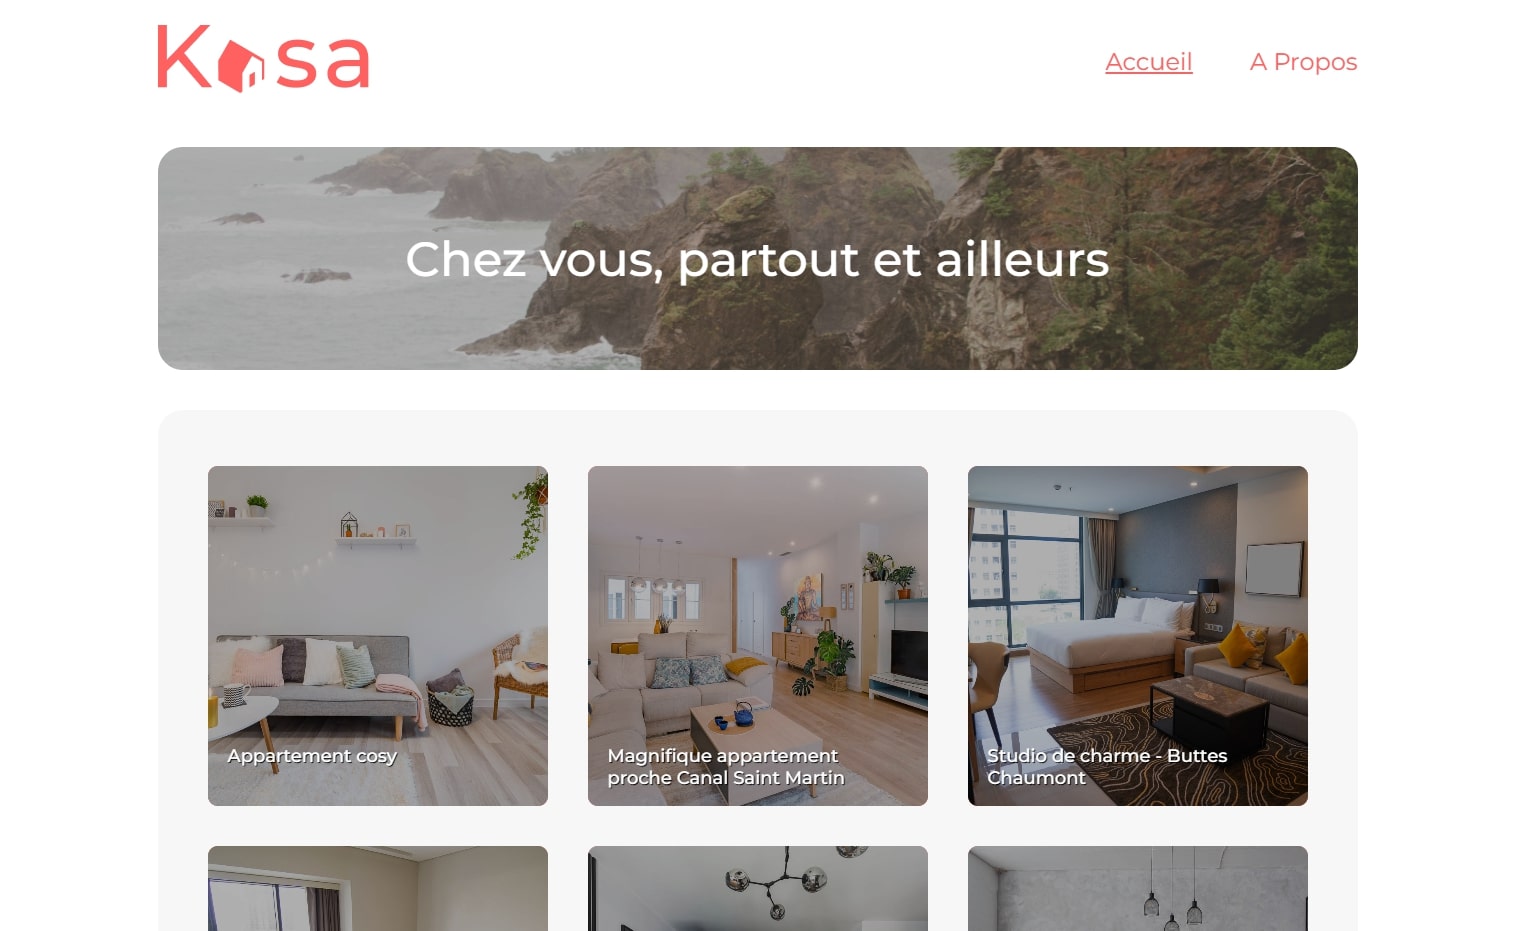 Kasa
Accueil
A Propos
Chez vous, partout et ailleurs
Appartement cosy
Magnifique appartement
proche Canal Saint Martin
Studio de charme - Buttes
Chaumont